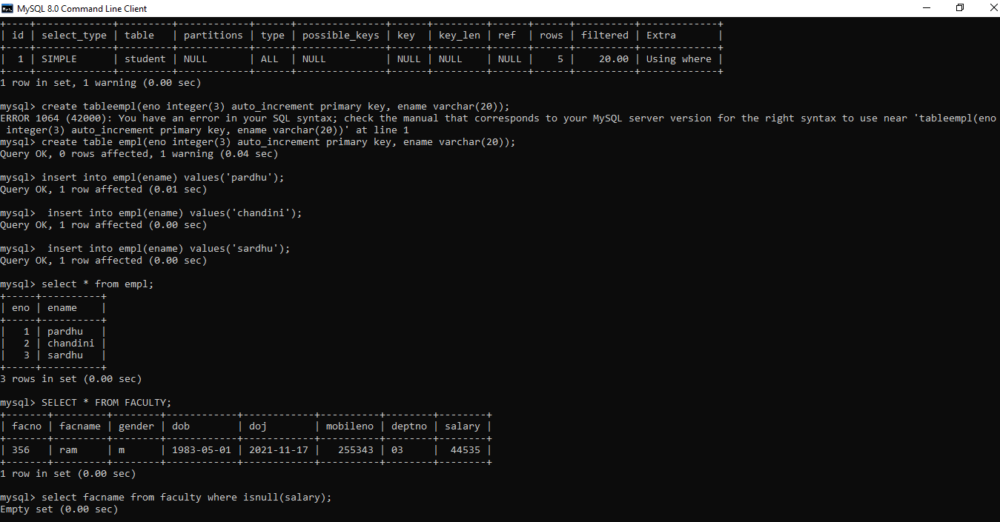 MySQL 8.0 Command Line Client
+----+-------------+---------+------------+------+---------------+------+---------+------+------+----------+-------------+
| id | select_type | table   | partitions | type | possible_keys | key  | key_len | ref  | rows | filtered | Extra       |
+----+-------------+---------+------------+------+---------------+------+---------+------+------+----------+-------------+
|  1 | SIMPLE      | student | NULL       | ALL  | NULL          | NULL | NULL    | NULL |    5 |    20.00 | Using where |
+----+-------------+---------+------------+------+---------------+------+---------+------+------+----------+-------------+
1 row in set, 1 warning (0.00 sec)

mysql> create tableempl(eno integer(3) auto_increment primary key, ename varchar(20));
ERROR 1064 (42000): You have an error in your SQL syntax; check the manual that corresponds to your MySQL server version for the right syntax to use near 'tableempl(eno
 integer(3) auto_increment primary key, ename varchar(20))' at line 1
mysql> create table empl(eno integer(3) auto_increment primary key, ename varchar(20));
Query OK, 0 rows affected, 1 warning (0.04 sec)

mysql> insert into empl(ename) values('pardhu');
Query OK, 1 row affected (0.01 sec)

mysql>  insert into empl(ename) values('chandini');
Query OK, 1 row affected (0.00 sec)

mysql>  insert into empl(ename) values('sardhu');
Query OK, 1 row affected (0.00 sec)

mysql> select * from empl;
+-----+----------+
| eno | ename    |
+-----+----------+
|   1 | pardhu   |
|   2 | chandini |
|   3 | sardhu   |
+-----+----------+
3 rows in set (0.00 sec)

mysql> SELECT * FROM FACULTY;
+-------+---------+--------+------------+------------+----------+--------+--------+
| facno | facname | gender | dob        | doj        | mobileno | deptno | salary |
+-------+---------+--------+------------+------------+----------+--------+--------+
| 356   | ram     | m      | 1983-05-01 | 2021-11-17 |   255343 | 03     |  44535 |
+-------+---------+--------+------------+------------+----------+--------+--------+
1 row in set (0.00 sec)

mysql> select facname from faculty where isnull(salary);
Empty set (0.00 sec)